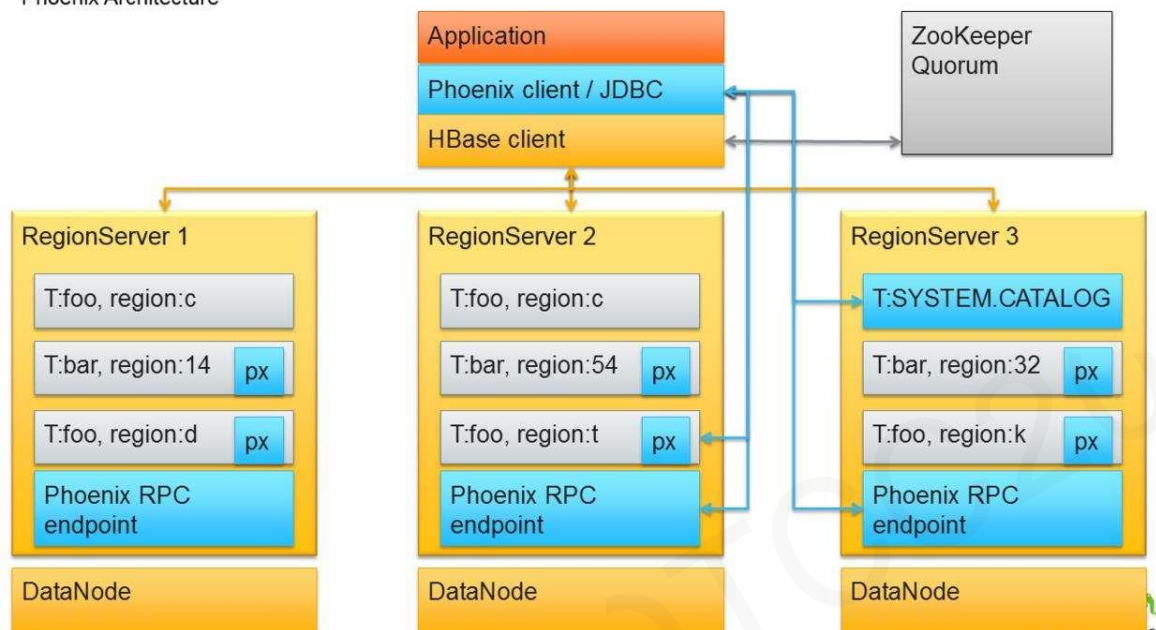 Phoenix Architecture
Application
Phoenix client / JDBC
HBase client
ZooKeeper
Quorum
RegionServer 1
T:foo, region:c
T:bar, region:14
px
T:foo, region:d
px
Phoenix RPC
endpoint
DataNode
RegionServer 2
T:foo, region:c
T:bar, region:54
px
T:foo, region:t
px
Phoenix RPC
endpoint
DataNode
RegionServer 3
T:SYSTEM.CATALOG
T:bar, region:32
px
T:foo, region:k
px
Phoenix RPC
endpoint
DataNode